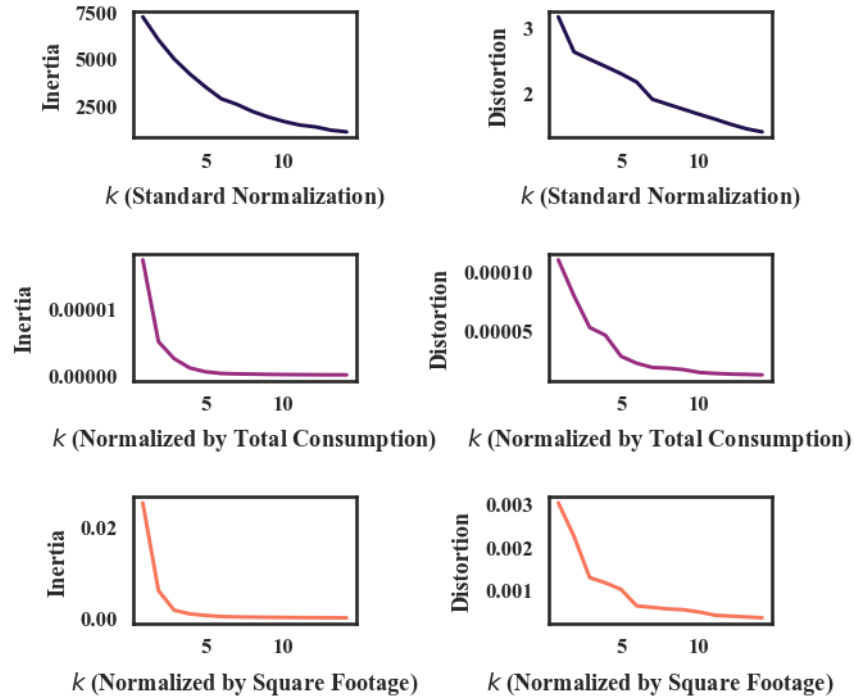 7500
5000
2500
Inertia
5 10
k (Standard Normalization)
3
2
Distortion
5 10
k (Standard Normalization)
0.00001
0.00000
Inertia
5 10
k (Normalized by Total Consumption)
0.00010
0.00005
Distortion
5 10
k (Normalized by Total Consumption)
0.02
0.00
Inertia
5 10
k (Normalized by Square Footage)
0.003
0.002
0.001
Distortion
5 10
k (Normalized by Square Footage)